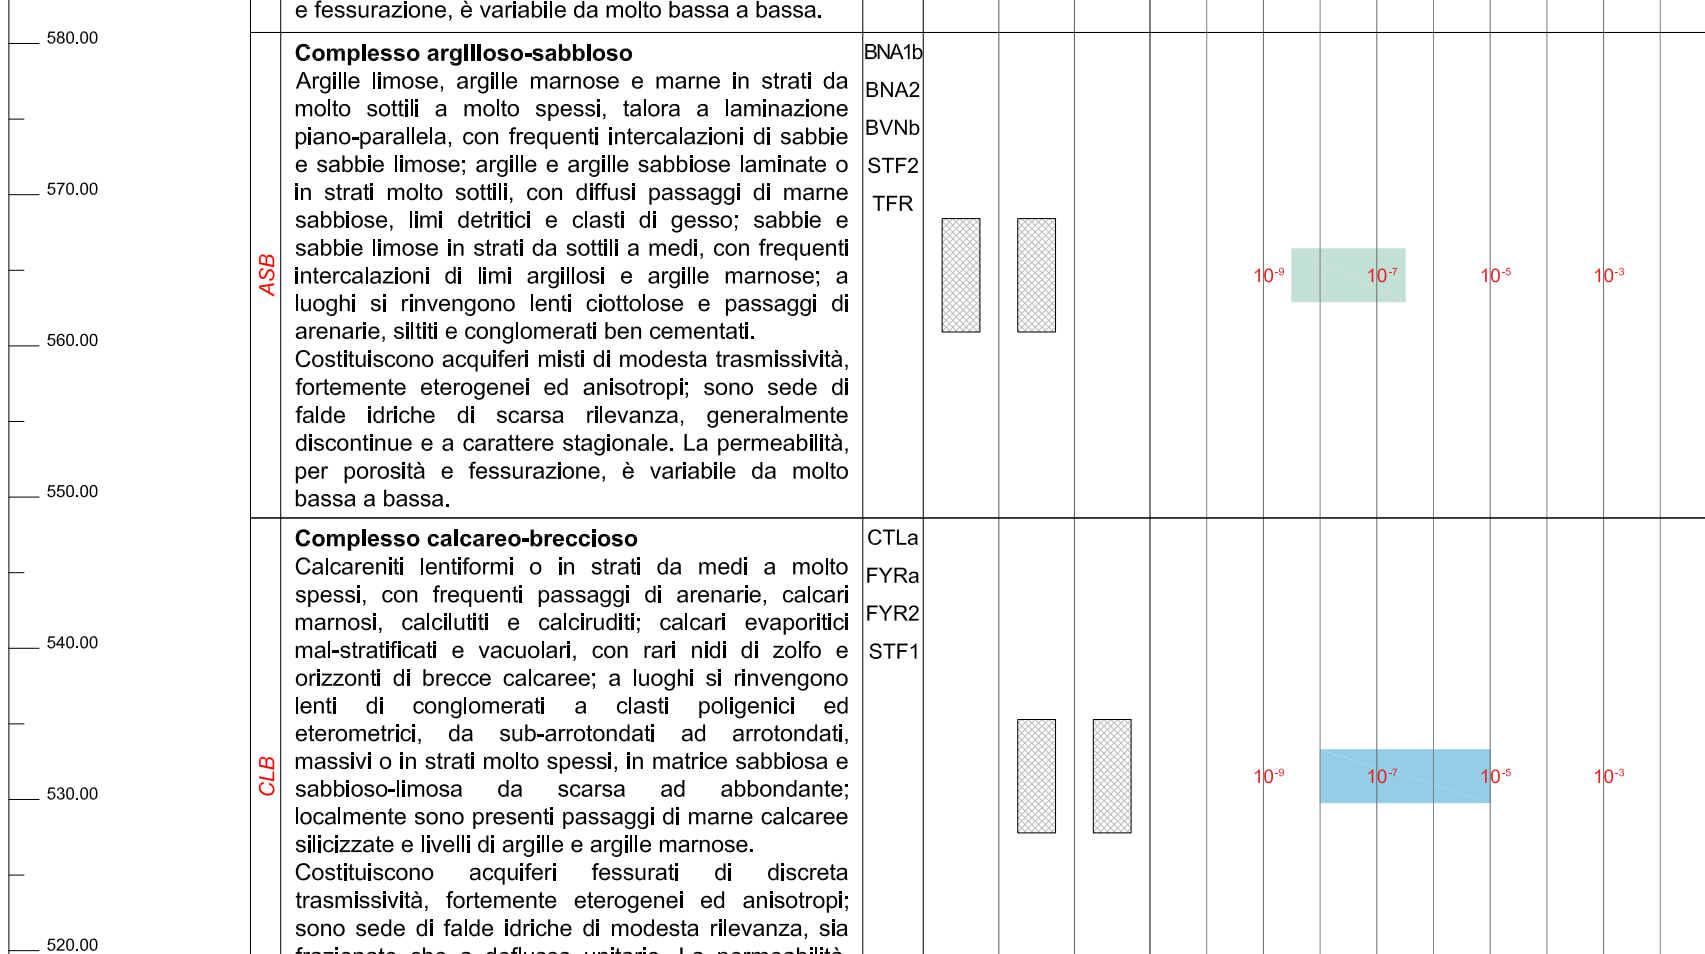 e fessurazione, è variabile da molto bassa a bassa.
580.00
570.00
560.00
550.00
540.00
530.00
520.00
ASB
Complesso argilloso-sabbioso
Argille limose, argille marnose e marne in strati da
molto sottili a molto spessi, talora a laminazione
piano-parallela, con frequenti intercalazioni di sabbie
e sabbie limose; argille e argille sabbiose laminate o
in strati molto sottili, con diffusi passaggi di marne
sabbiose, limi detritici e clasti di gesso; sabbie e
sabbie limose in strati da sottili a medi, con frequenti
intercalazioni di limi argillosi e argille marnose; a
luoghi si rinvengono lenti ciottolose e passaggi di
arenarie, siltiti e conglomerati ben cementati.
Costituiscono acquiferi misti di modesta trasmissività,
fortemente eterogenei ed anisotropi; sono sede di
falde idriche di scarsa rilevanza, generalmente
discontinue e a carattere stagionale. La permeabilità,
per porosità e fessurazione, è variabile da molto
bassa a bassa.
BNA1b
BNA2
BVNb
STF2
TFR
10⁻⁹ 10⁻⁷ 10⁻⁵ 10⁻³
CLB
Complesso calcareo-breccioso
Calcareniti lentiformi o in strati da medi a molto
spessi, con frequenti passaggi di arenarie, calcari
marnosi, calcilutiti e calciruditi; calcari evaporitici
mal-stratificati e vacuolari, con rari nidi di zolfo e
orizzonti di brecce calcaree; a luoghi si rinvengono
lenti di conglomerati a clasti poligenici ed
eterometrici, da sub-arrotondati ad arrotondati,
massivi o in strati molto spessi, in matrice sabbiosa e
sabbioso-limosa da scarsa ad abbondante;
localmente sono presenti passaggi di marne calcaree
silicizzate e livelli di argille e argille marnose.
Costituiscono acquiferi fessurati di discreta
trasmissività, fortemente eterogenei ed anisotropi;
sono sede di falde idriche di modesta rilevanza, sia
frazionate che a deflusso unitario. La permeabilità,
CTLa
FYRa
FYR2
STF1
10⁻⁹ 10⁻⁷ 10⁻⁵ 10⁻³